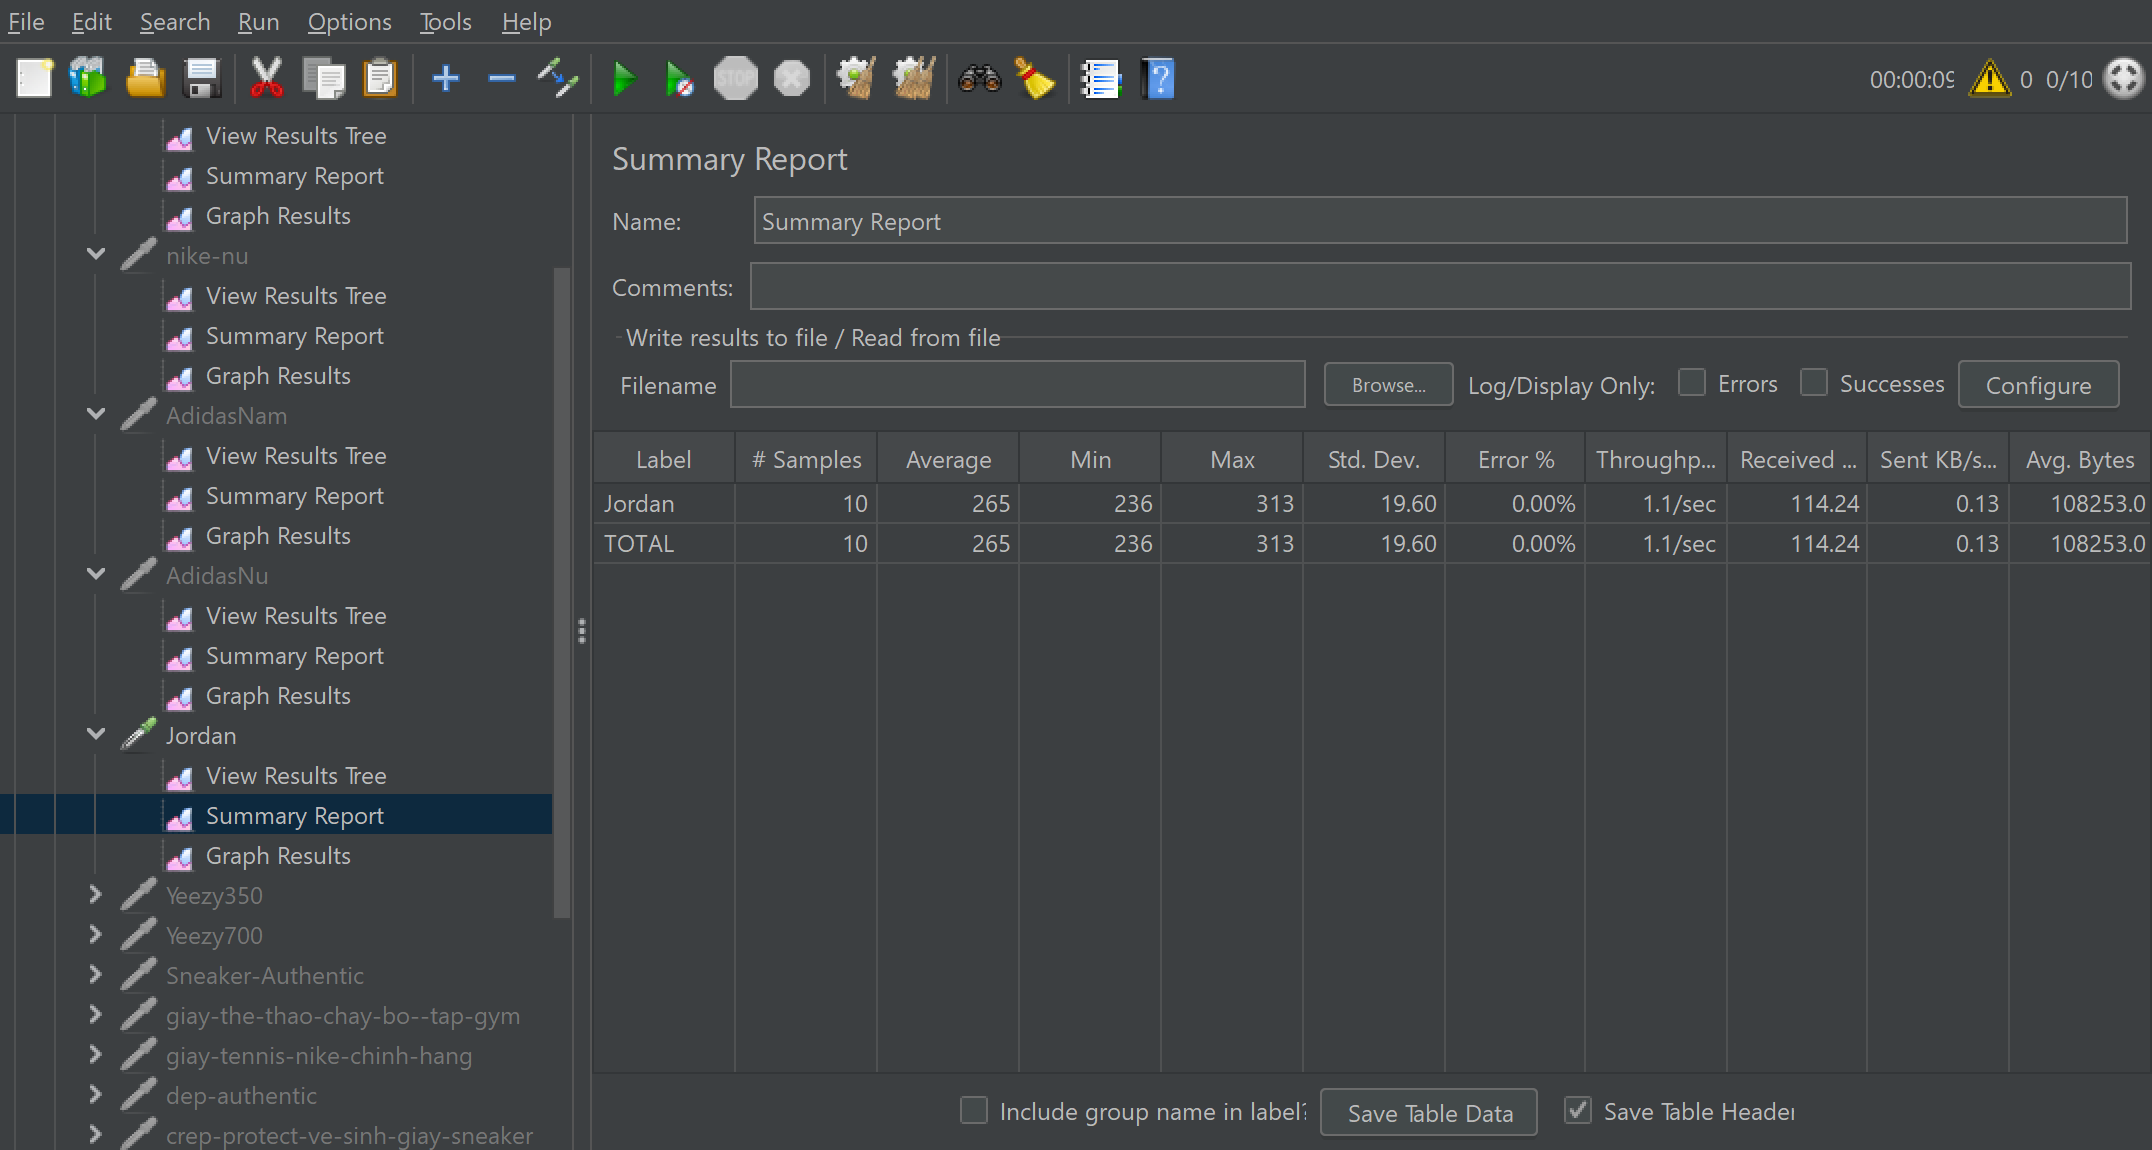 File Edit Search Run Options Tools Help
STOP
00:00:09 0 0/10
View Results Tree
Summary Report
Graph Results
nike-nu
View Results Tree
Summary Report
Graph Results
AdidasNam
View Results Tree
Summary Report
Graph Results
AdidasNu
View Results Tree
Summary Report
Graph Results
Jordan
View Results Tree
Summary Report
Graph Results
Yeezy350
Yeezy700
Sneaker-Authentic
giay-the-thao-chay-bo--tap-gym
giay-tennis-nike-chinh-hang
dep-authentic
crep-protect-ve-sinh-giay-sneaker
Summary Report
Name: Summary Report
Comments:
Write results to file / Read from file
Filename Browse... Log/Display Only: Errors Successes Configure
Label # Samples Average Min Max Std. Dev. Error % Throughp... Received ... Sent KB/s... Avg. Bytes
Jordan 10 265 236 313 19.60 0.00% 1.1/sec 114.24 0.13 108253.0
TOTAL 10 265 236 313 19.60 0.00% 1.1/sec 114.24 0.13 108253.0
Include group name in label? Save Table Data Save Table Header